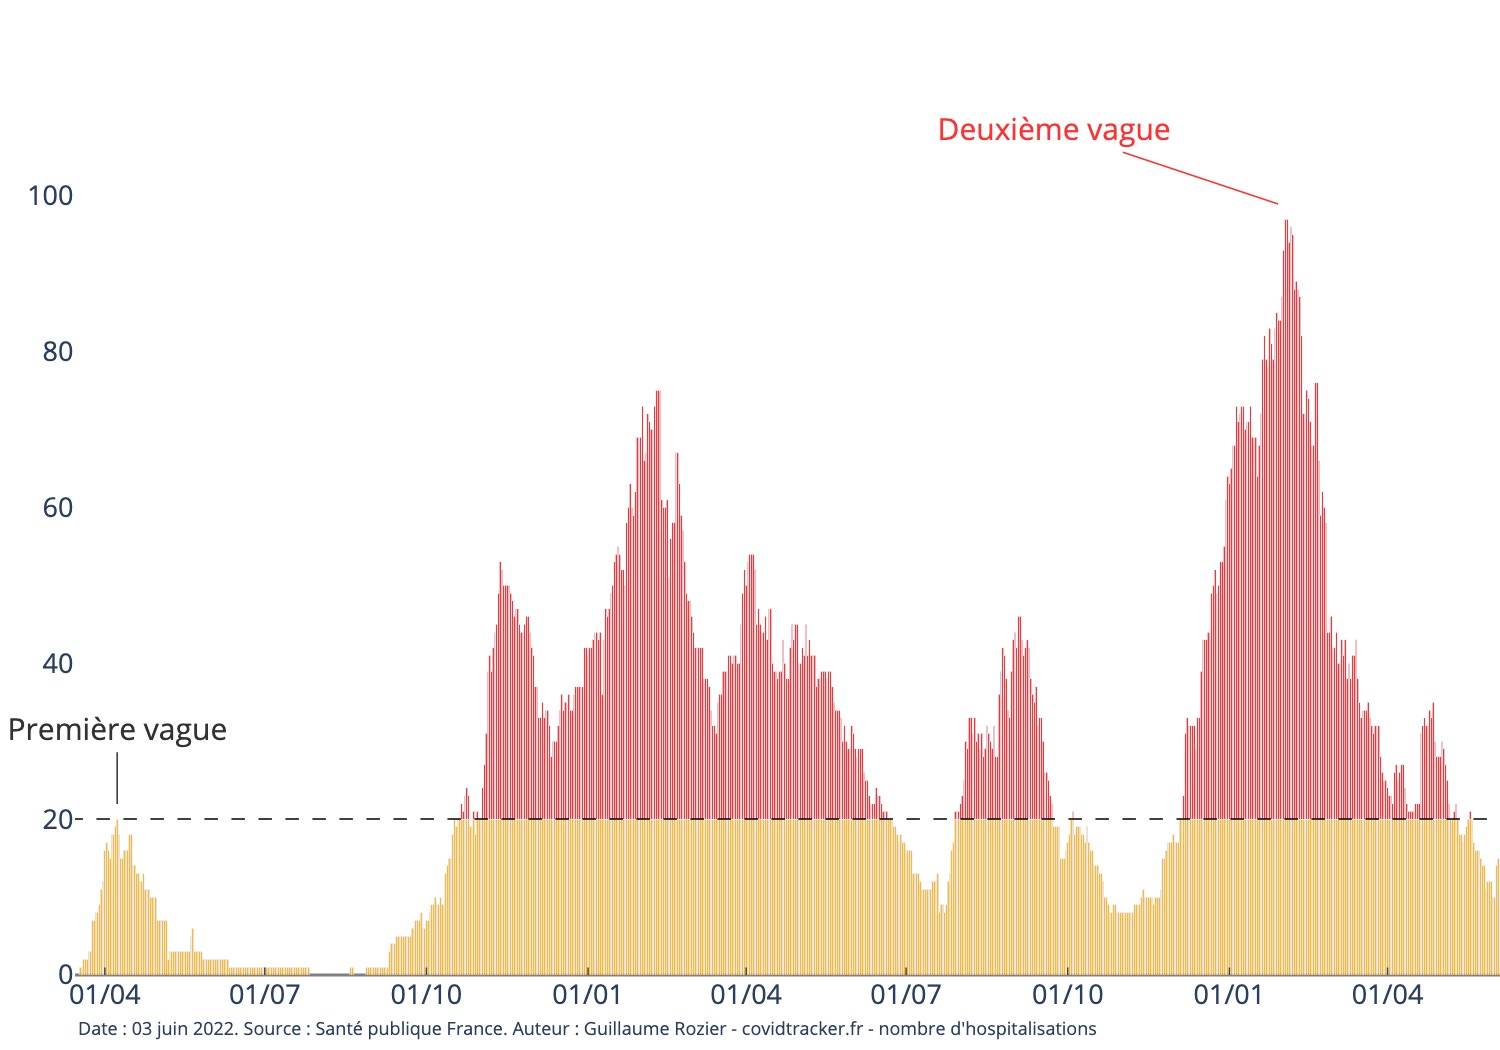 Deuxième vague
100
80
60
40
Première vague
20
0
01/04 01/07 01/10 01/01 01/04 01/07 01/10 01/01 01/04
Date : 03 juin 2022. Source : Santé publique France. Auteur : Guillaume Rozier - covidtracker.fr - nombre d'hospitalisations